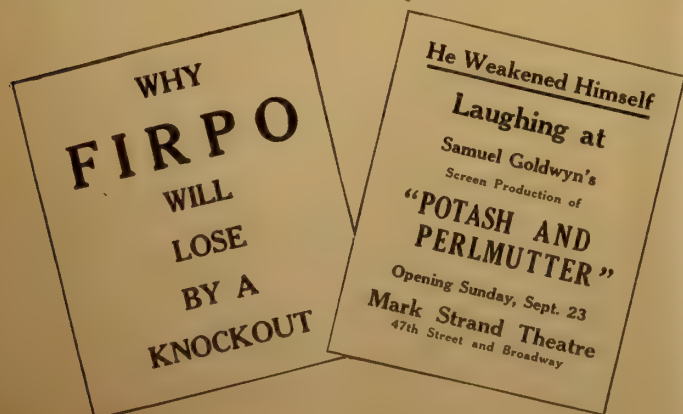 WHY
FIRPO
WILL
LOSE
BY A
KNOCKOUT
He Weakened Himself
Laughing at
Samuel Goldwyn's
Screen Production of
“POTASH AND
PERLMUTTER”
Opening Sunday, Sept. 23
Mark Strand Theatre
47th Street and Broadway